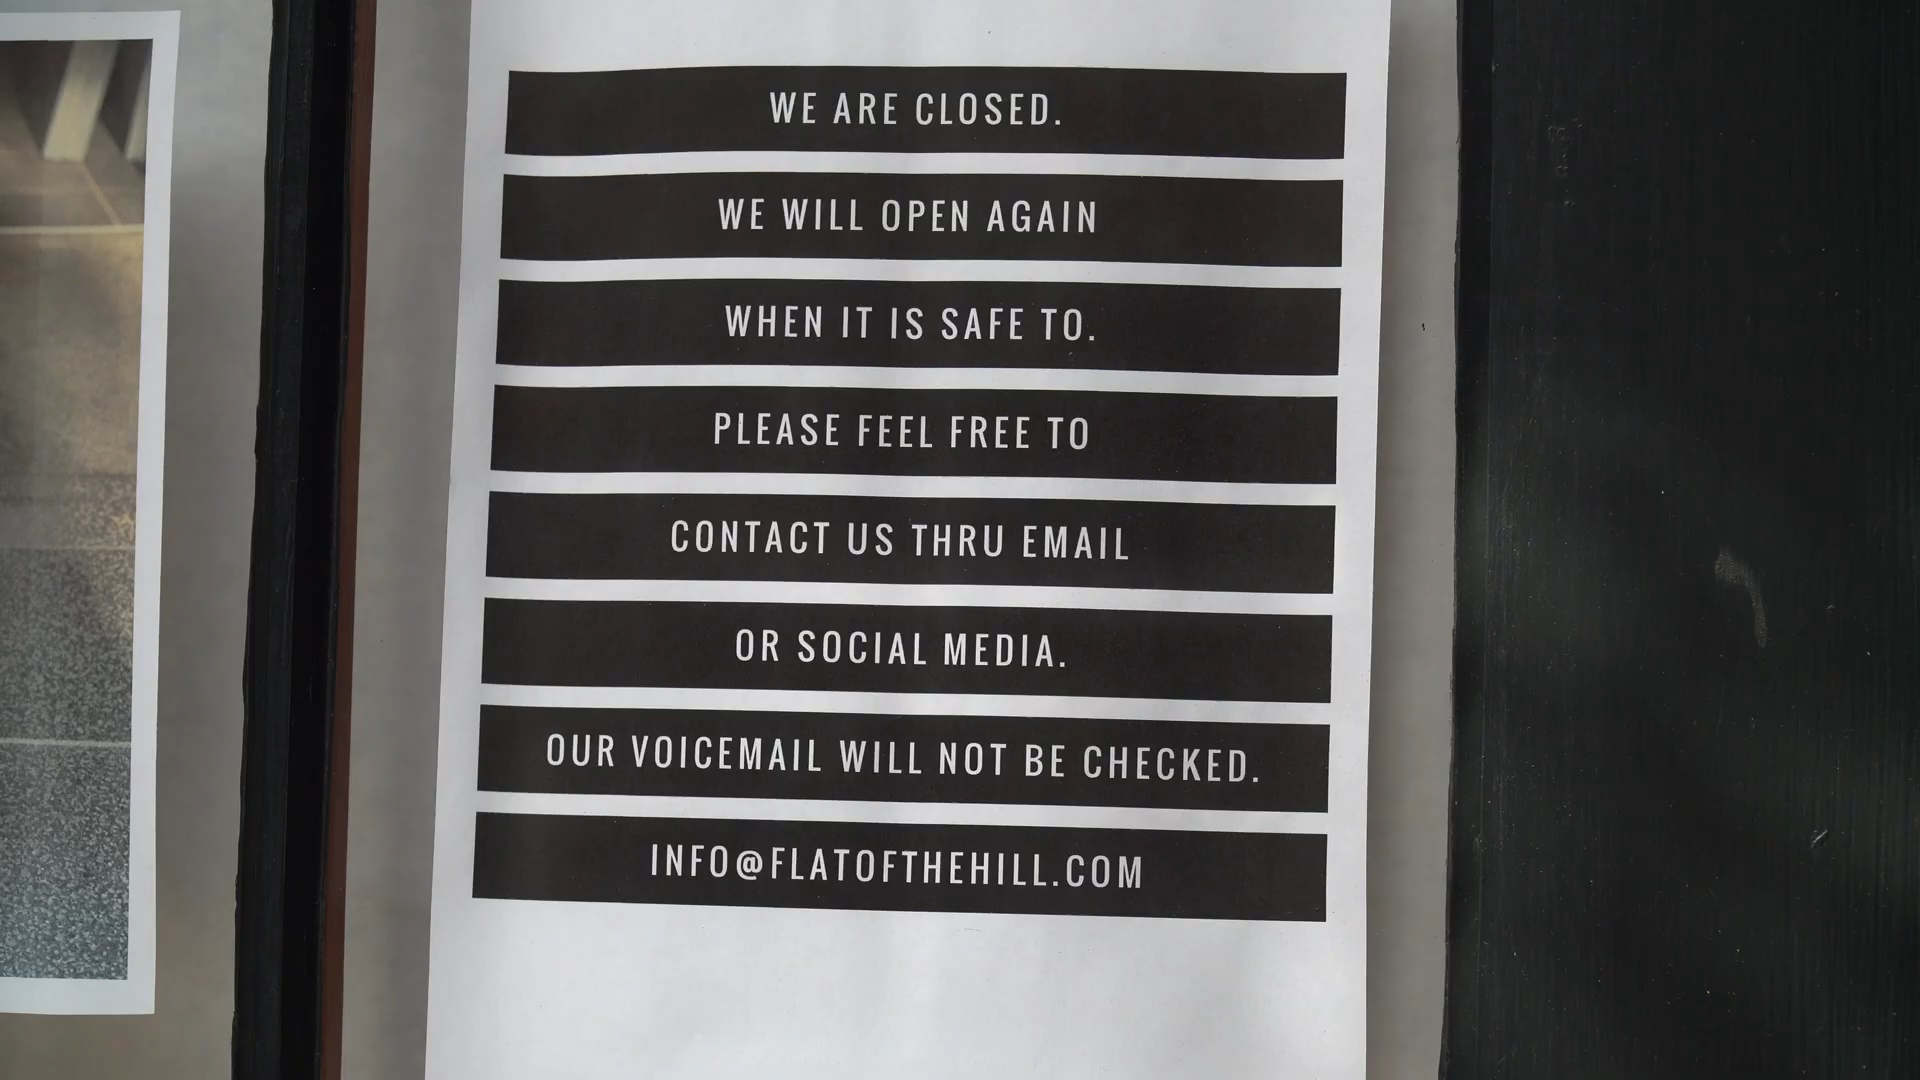 WE ARE CLOSED.
WE WILL OPEN AGAIN
WHEN IT IS SAFE TO.
PLEASE FEEL FREE TO
CONTACT US THRU EMAIL
OR SOCIAL MEDIA.
OUR VOICEMAIL WILL NOT BE CHECKED.
INFO@FLATOFTHEHILL.COM